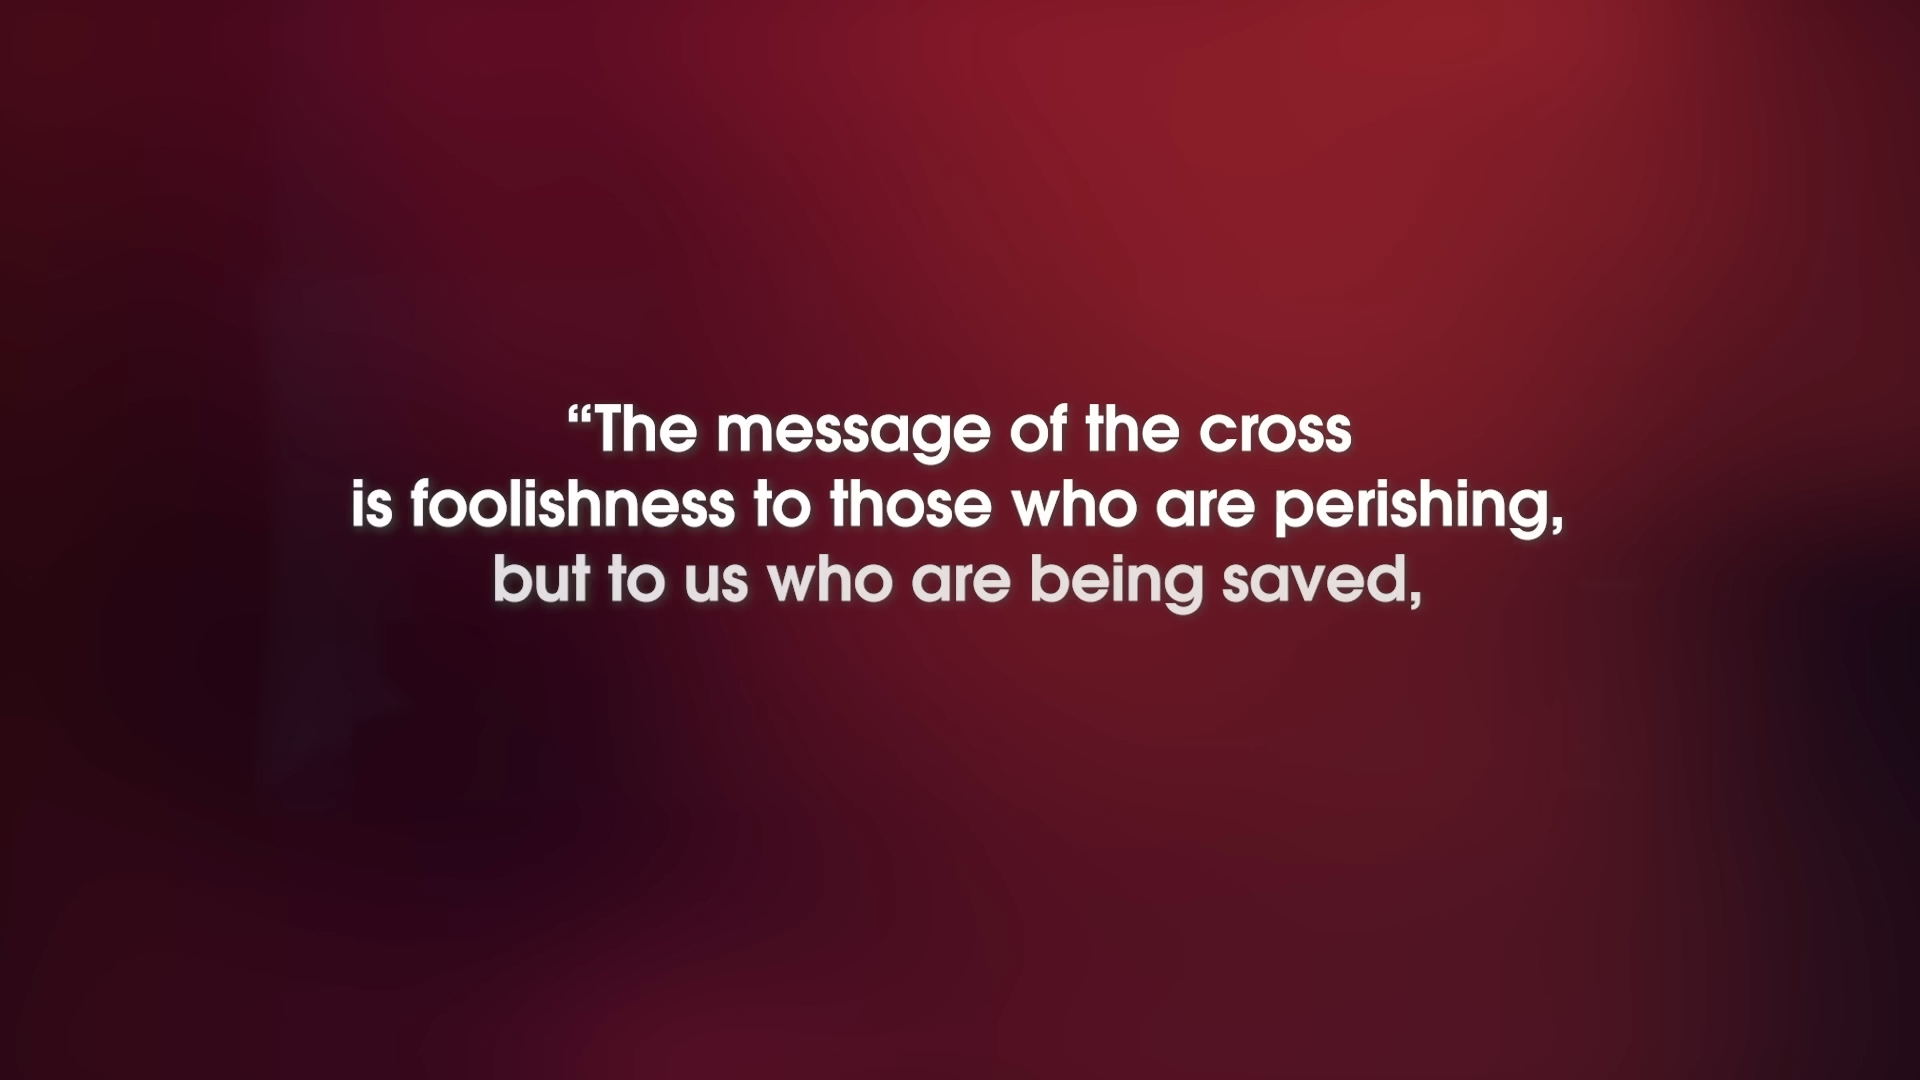 “The message of the cross
is foolishness to those who are perishing,
but to us who are being saved,